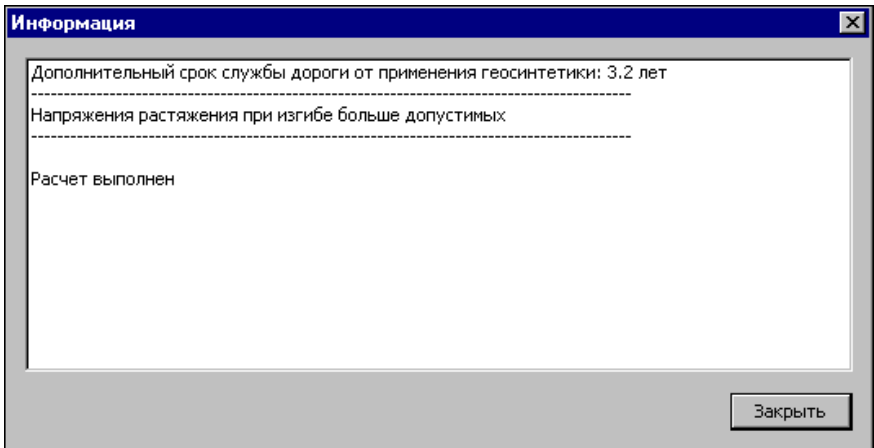 Информация
Дополнительный срок службы дороги от применения геосинтетики: 3.2 лет
--------------------------------------------------------------------------------------------
Напряжения растяжения при изгибе больше допустимых
--------------------------------------------------------------------------------------------
Расчет выполнен
Закрыть